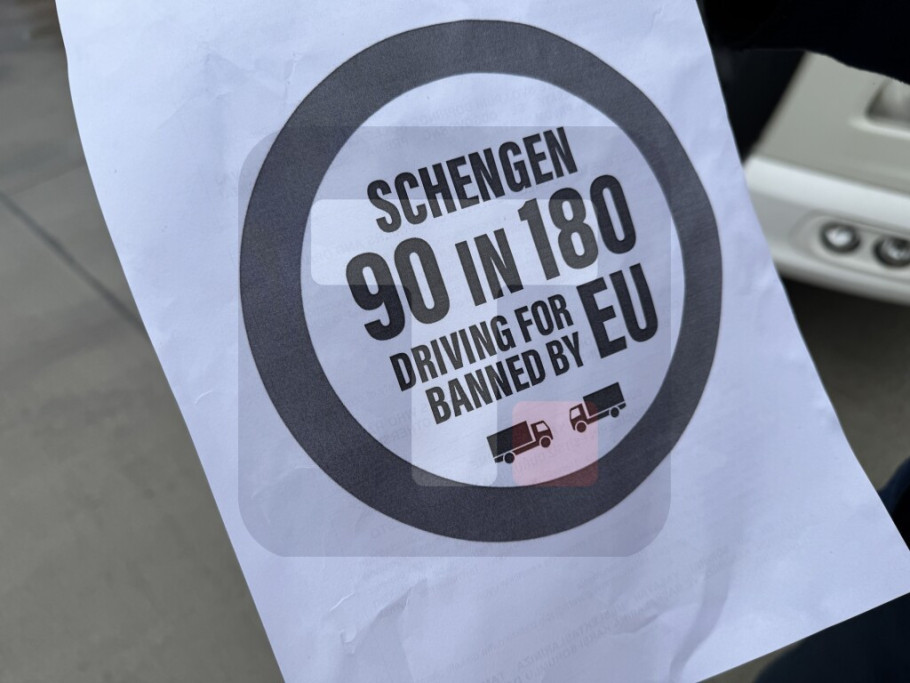 SCHENGEN
90 IN 180
DRIVING FOR EU
BANNED BY